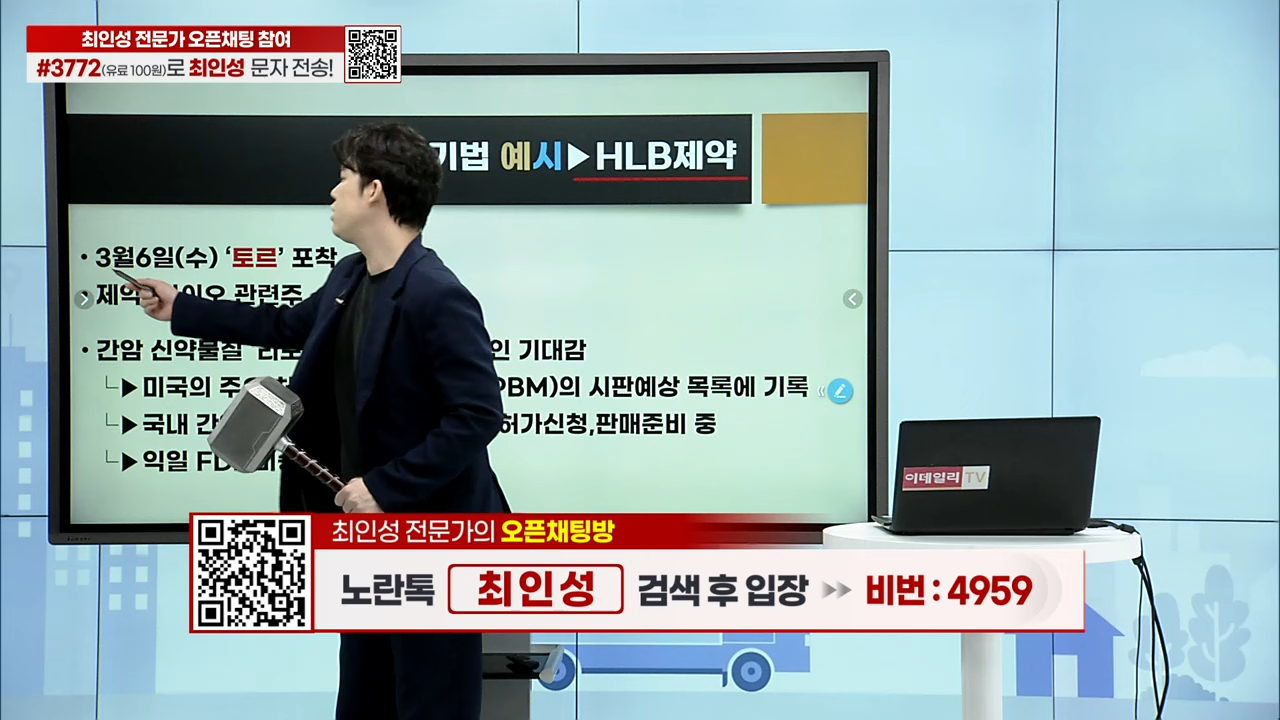 최인성 전문가 오픈채팅 참여
#3772(유료 100원)로 최인성 문자 전송!
기법 예시▶HLB제약
• 3월6일(수) ‘토르’ 포착
관련주
• 간암 신약물질 인 기대감
└▶미국의 의 시판예상 목록에 기록
└▶국내 허가신청,판매준비 중
└▶익일
이데일리TV
최인성 전문가의 오픈채팅방
노란톡 최인성 검색 후 입장 비번 : 4959